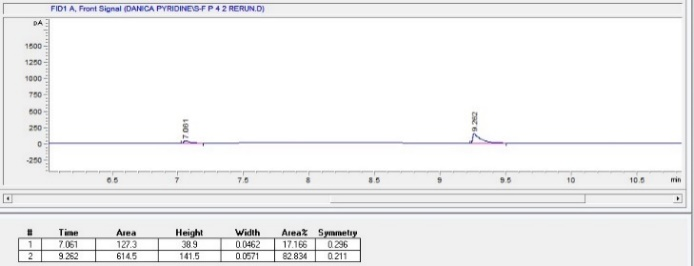 FID1 A, Front Signal (DANICA PYRIDINE\S-F P 4 2 RERUN.D)
pA
1500
1250
1000
750
500
250
0
-250
7.061
9.262
6.5 7 7.5 8 8.5 9 9.5 10 10.5 min
# Time Area Height Width Area% Symmetry
1 7.061 127.3 38.9 0.0462 17.166 0.296
2 9.262 614.5 141.5 0.0571 82.834 0.211